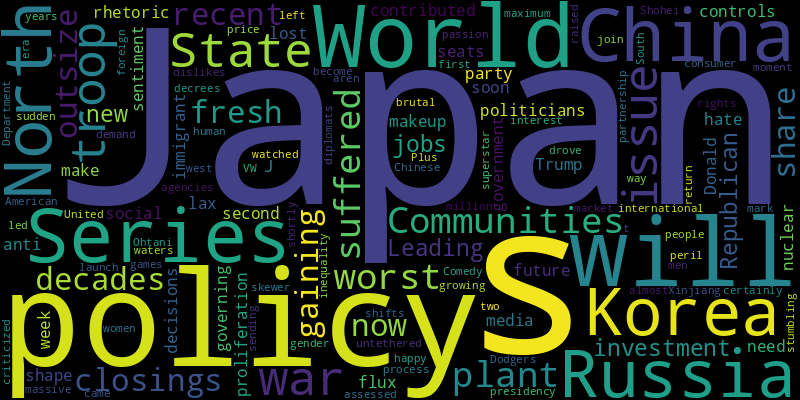 Japan
policy
s
World
China
Russia
Korea
will
North
Series
State
issue
war
plant
troop
Communities
suffered
decades
worst
gaining
now
fresh
recent
new
jobs
closings
investment
share
outsize
rhetoric
sentiment
immigrant
lost
contributed
left
price
years
era
foreign
Department
sudden
demand
make
American
led
anti
United
social
lax
second
Ohtani
waters
launch
games
week
shape
massive
came
criticized
women
decisions
governing
proliferation
skewer
sending
shortly
inequality
gender
shifts
untethered
flux
happy
process
assessed
media
Comedy
growing
two
Dodgers
presidency
future
Leading
makeup
brutal
Plus
Chinese
watched
become
aren
dislikes
decrees
human
west
vw
J
agencies
diplomats
party
soon
seats
first
passion
maximum
politicians
interest
drove
Trump
superstar
government
millions
market
international
way
people
peril
men
almost
Xinjiang
certainly
mark
return
Republican
Donald
hate
rights
partnership
South
consumer
moment
controls
join
Shohei
raised
nuclear
need
stumbling
t